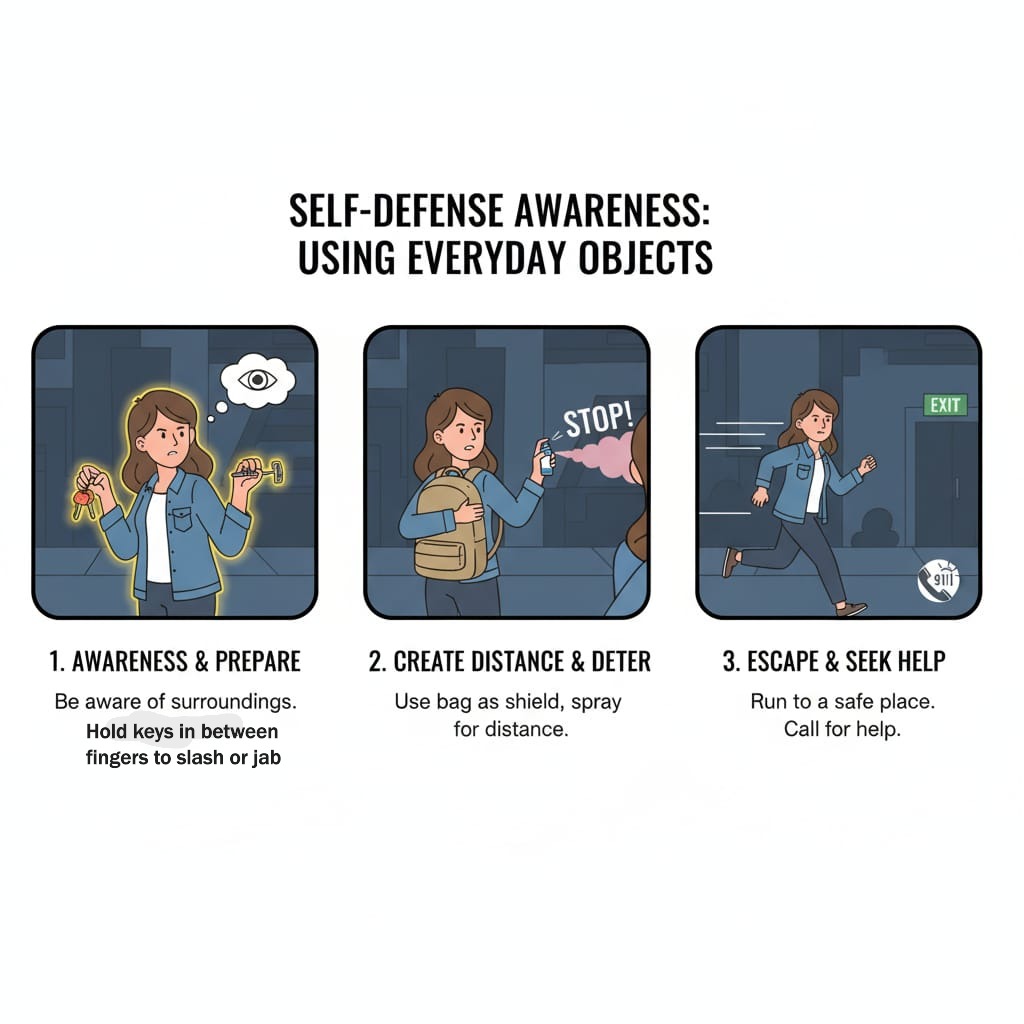 SELF-DEFENSE AWARENESS:
USING EVERYDAY OBJECTS
STOP!
EXIT
911
1. AWARENESS & PREPARE
Be aware of surroundings.
Hold keys in between
fingers to slash or jab
2. CREATE DISTANCE & DETER
Use bag as shield, spray
for distance.
3. ESCAPE & SEEK HELP
Run to a safe place.
Call for help.